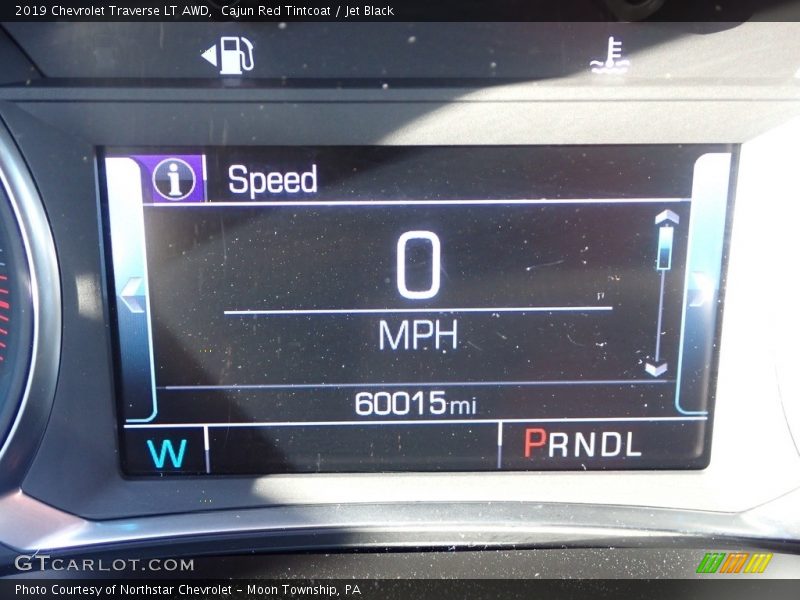 2019 Chevrolet Traverse LT AWD, Cajun Red Tintcoat / Jet Black
i Speed
0
MPH
60015mi
W PRNDL
GTCARLOT.COM
Photo Courtesy of Northstar Chevrolet - Moon Township, PA